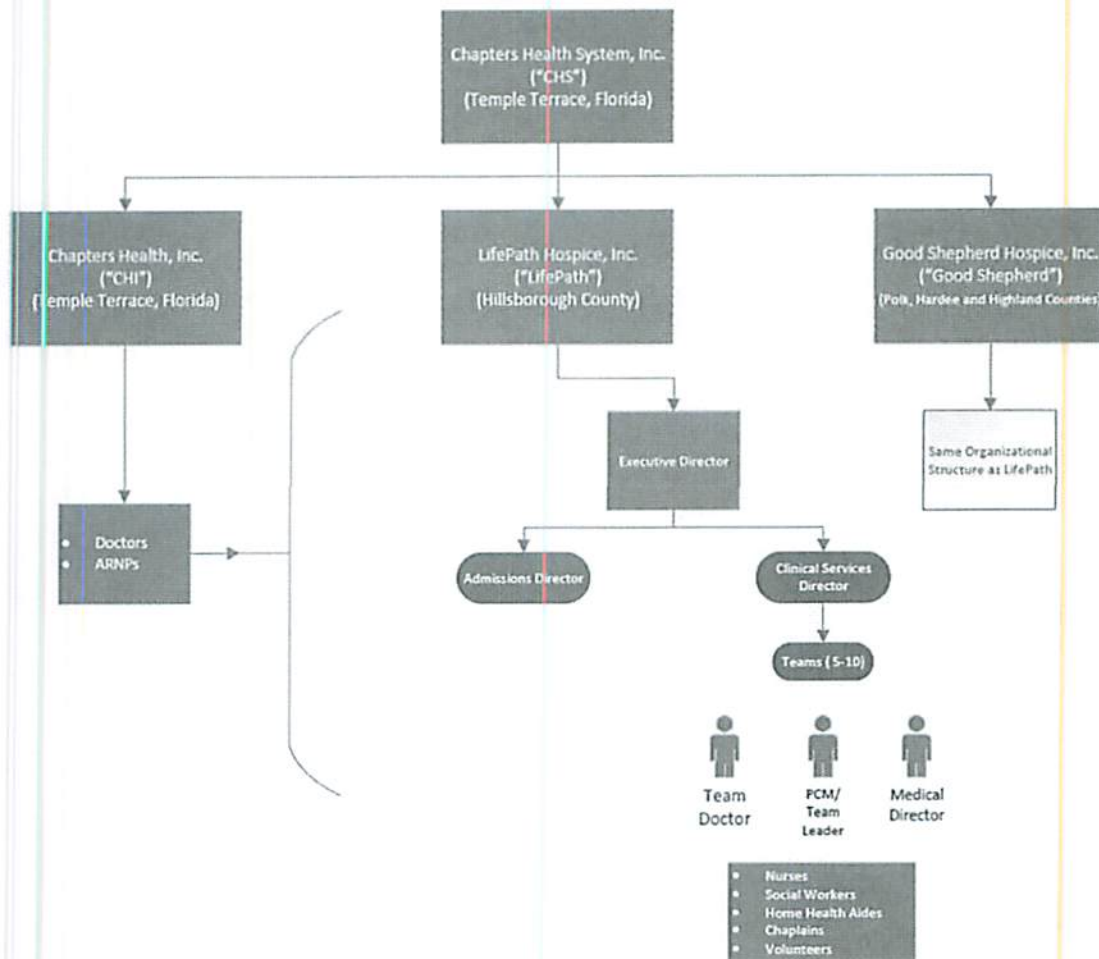 Chapters Health System, Inc.
("CHS")
(Temple Terrace, Florida)
Chapters Health, Inc.
("CHI")
(Temple Terrace, Florida)
LifePath Hospice, Inc.
("LifePath")
(Hillsborough County)
Good Shepherd Hospice, Inc.
("Good Shepherd")
(Polk, Hardee and Highland Counties)
Executive Director
Same Organizational
Structure as LifePath
• Doctors
• ARNPs
Admissions Director
Clinical Services
Director
Teams ( 5-10)
Team
Doctor
PCM/
Team
Leader
Medical
Director
• Nurses
• Social Workers
• Home Health Aides
• Chaplains
• Volunteers